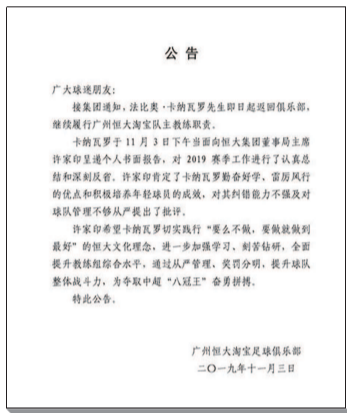 公 告
广大球迷朋友：
接集团通知，法比奥·卡纳瓦罗先生即日起返回俱乐部，
继续履行广州恒大淘宝队主教练职责。
卡纳瓦罗于 11 月 3 日下午当面向恒大集团董事局主席
许家印呈递个人书面报告，对 2019 赛季工作进行了认真总
结和深刻反省。许家印肯定了卡纳瓦罗勤奋好学、雷厉风行
的优点和积极培养年轻球员的成效，对其纠错能力不强及对
球队管理不够从严提出了批评。
许家印希望卡纳瓦罗切实践行“要么不做，要做就做到
最好”的恒大文化理念，进一步加强学习、刻苦钻研，全面
提升教练组综合水平，通过从严管理、奖罚分明，提升球队
整体战斗力，为夺取中超“八冠王”奋勇拼搏。
特此公告。
广州恒大淘宝足球俱乐部
二〇一九年十一月三日